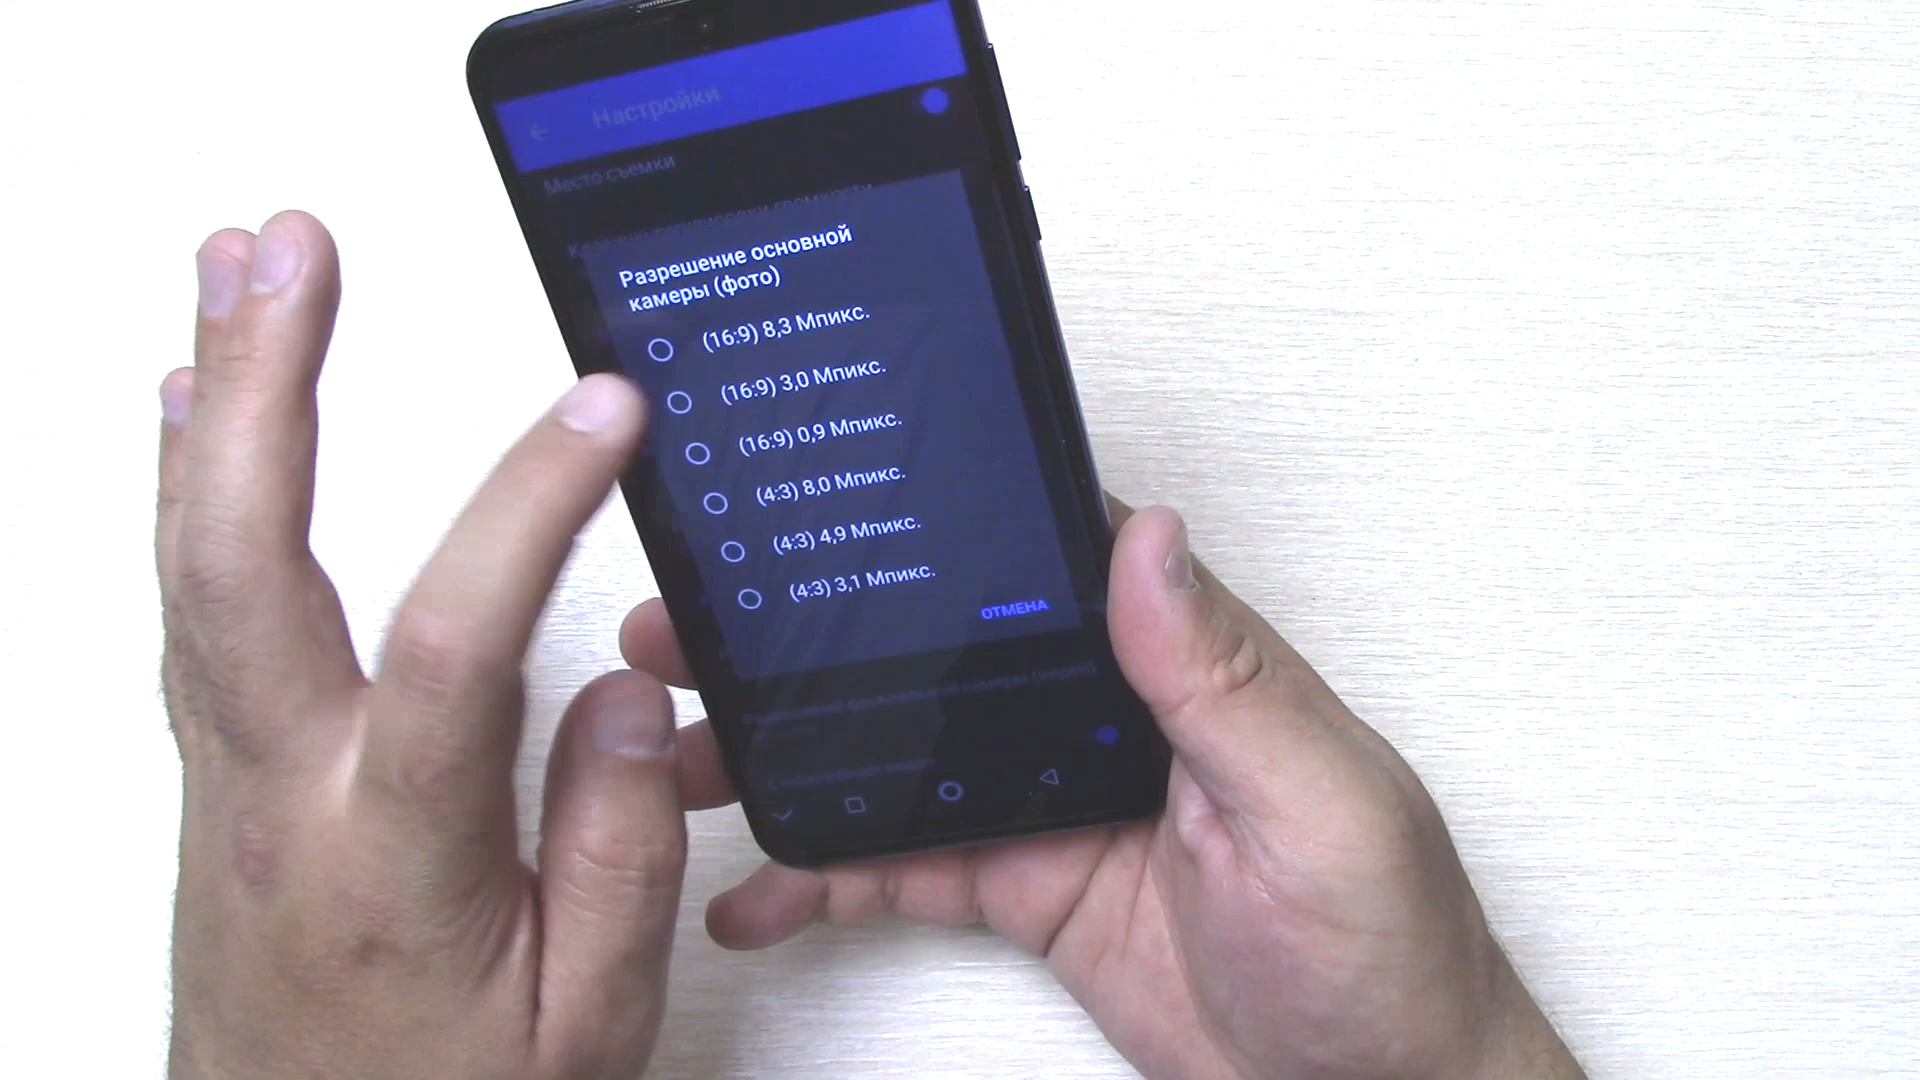 Настройки
Место съёмки
Разрешение основной
камеры (фото)
(16:9) 8,3 Мпикс.
(16:9) 3,0 Мпикс.
(16:9) 0,9 Мпикс.
(4:3) 8,0 Мпикс.
(4:3) 4,9 Мпикс.
(4:3) 3,1 Мпикс.
ОТМЕНА